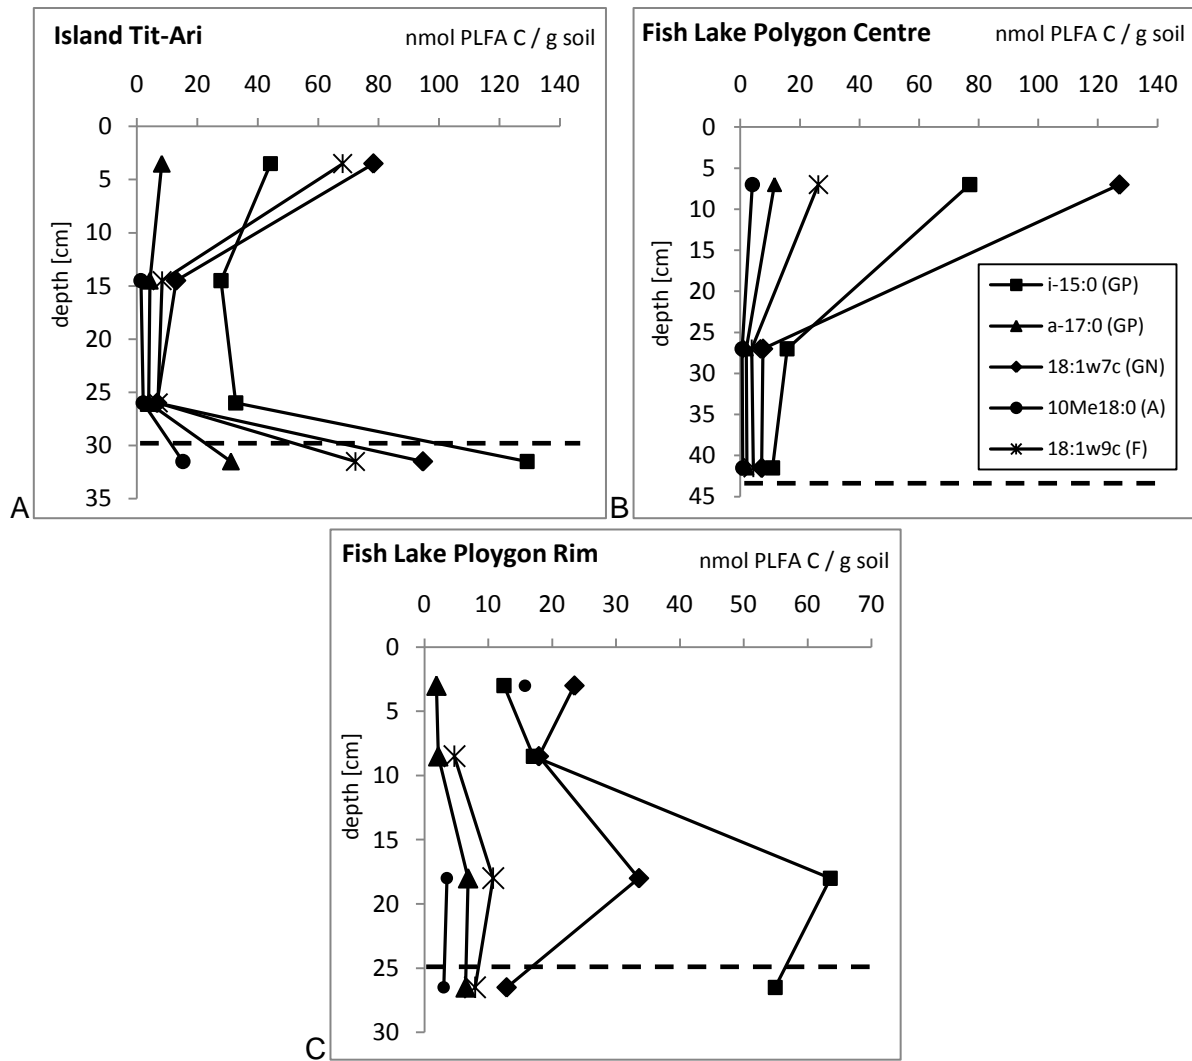 Island Tit-Ari nmol PLFA C / g soil
0 20 40 60 80 100 120 140
0
5
10
15
20
25
30
35
depth [cm]
A
Fish Lake Polygon Centre nmol PLFA C / g soil
0 20 40 60 80 100 120 140
0
5
10
15
20
25
30
35
40
45
depth [cm]
i-15:0 (GP)
a-17:0 (GP)
18:1w7c (GN)
10Me18:0 (A)
18:1w9c (F)
B
Fish Lake Ploygon Rim nmol PLFA C / g soil
0 10 20 30 40 50 60 70
0
5
10
15
20
25
30
depth [cm]
C